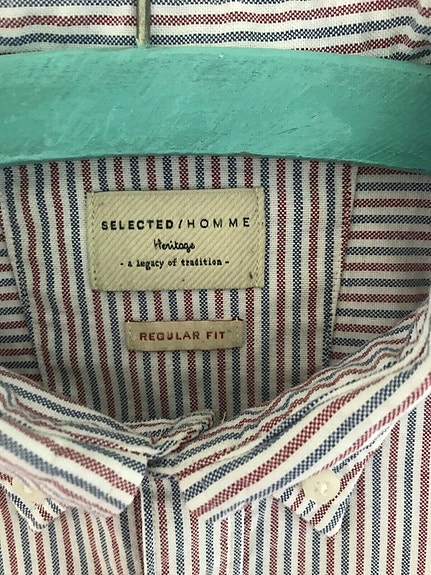 SELECTED / HOMME
Heritage
- a legacy of tradition -
REGULAR FIT